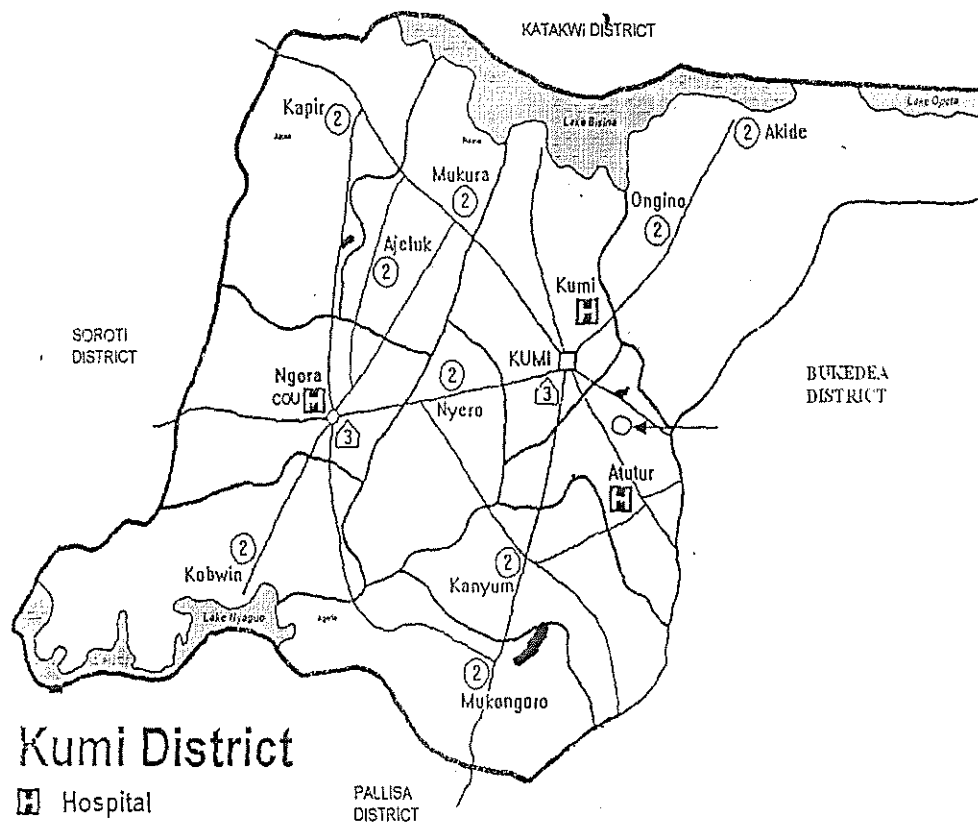 KATAKWI DISTRICT
Lake Opeta
Lake Bisina
Kapir
2
2
Akide
Mukura
2
Ongino
2
Ajeluk
2
Kumi
H
SOROTI
DISTRICT
KUMI
BUKEDEA
DISTRICT
Ngora
COU
H
2
Nyero
3
3
Atutur
H
2
Kobwin
2
Kanyum
2
Mukongoro
Kumi District
H Hospital
PALLISA
DISTRICT